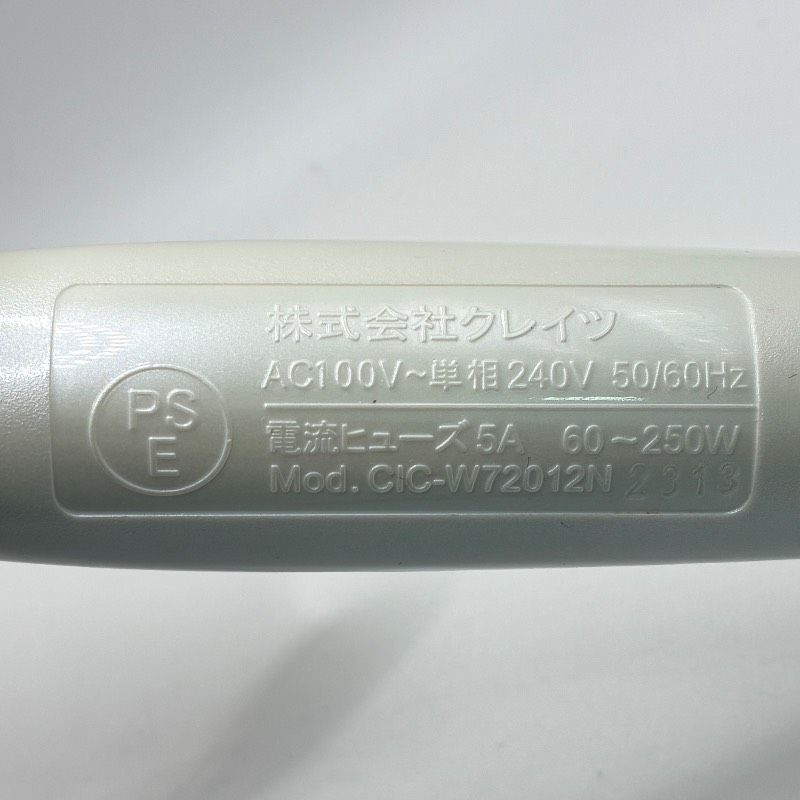 株式会社クレイツ
AC100V～単相240V 50/60Hz
PS
E
電流ヒューズ5A 60～250W
Mod. CIC-W72012N 2313